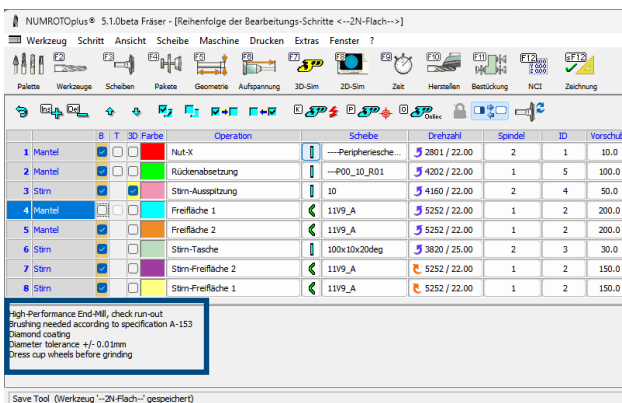 NUMROTOplus® 5.1.0beta Fräser - [Reihenfolge der Bearbeitungs-Schritte <--2N-Flach-->]
Werkzeug Schritt Ansicht Scheibe Maschine Drucken Extras Fenster ?
F2 F3 F4 F5 F6 F7 F8 F9 F10 F11 F12 sF12
Palette Werkzeuge Scheiben Pakete Geometrie Aufspannung 3D-Sim 2D-Sim Zeit Herstellen Bestückung NCI Zeichnung
Ins Del K P O Online
B T 3D Farbe Operation Scheibe Drehzahl Spindel ID Vorschub
1 Mantel Nut-X ----Peripheriesche... 2801 / 22.00 2 1 10.0
2 Mantel Rückenabsetzung ---P00_10_R01 4202 / 22.00 1 5 100.0
3 Stirn Stirn-Ausspitzung 10 4160 / 22.00 2 4 50.0
4 Mantel Freifläche 1 11V9_A 5252 / 22.00 1 2 200.0
5 Mantel Freifläche 2 11V9_A 5252 / 22.00 1 2 200.0
6 Stirn Stirn-Tasche 100x10x20deg 3820 / 25.00 2 3 30.0
7 Stirn Stirn-Freifläche 2 11V9_A 5252 / 22.00 1 2 150.0
8 Stirn Stirn-Freifläche 1 11V9_A 5252 / 22.00 1 2 150.0
High-Performance End-Mill, check run-out
Brushing needed according to specification A-153
Diamond coating
Diameter tolerance +/- 0.01mm
Dress cup wheels before grinding
Save Tool (Werkzeug '--2N-Flach--' gespeichert)